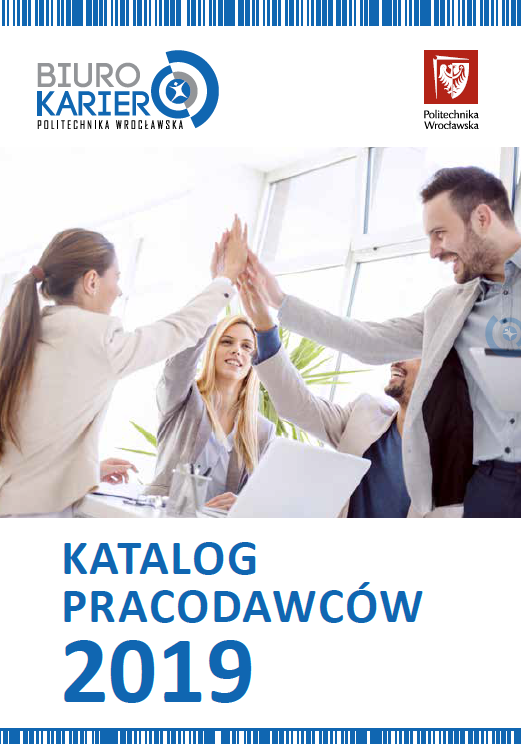 BIURO
KARIER
POLITECHNIKA WROCŁAWSKA
Politechnika
Wrocławska
KATALOG
PRACODAWCÓW
2019